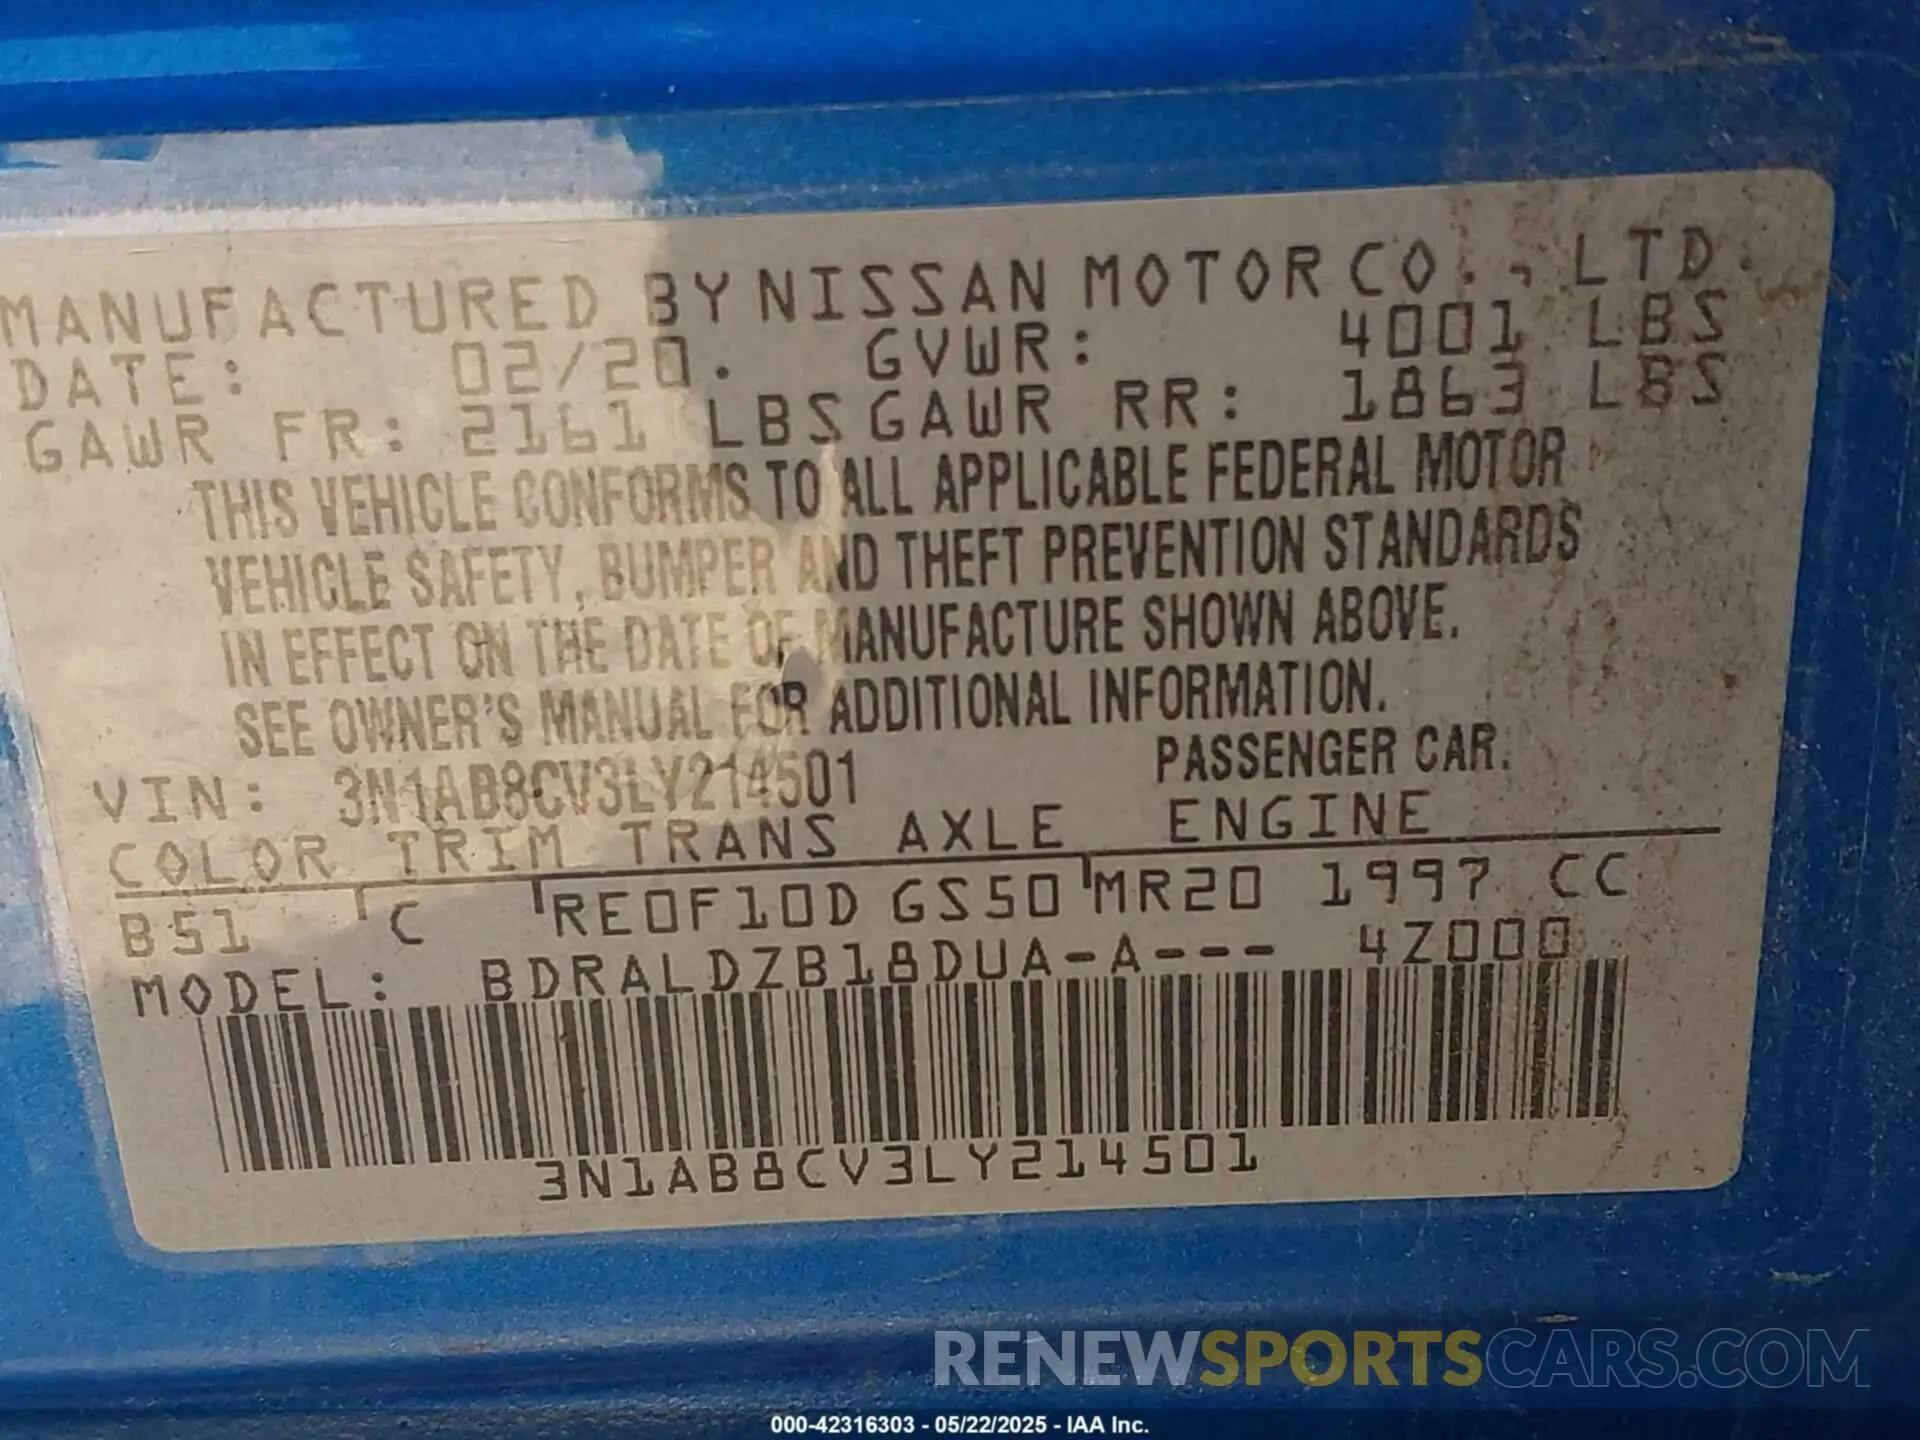 MANUFACTURED BY NISSAN MOTOR CO., LTD.
DATE: 02/20. GVWR: 4001 LBS
GAWR FR: 2161 LBS GAWR RR: 1863 LBS
THIS VEHICLE CONFORMS TO ALL APPLICABLE FEDERAL MOTOR
VEHICLE SAFETY, BUMPER AND THEFT PREVENTION STANDARDS
IN EFFECT ON THE DATE OF MANUFACTURE SHOWN ABOVE.
SEE OWNER'S MANUAL FOR ADDITIONAL INFORMATION.
VIN: 3N1AB8CV3LY214501 PASSENGER CAR.
COLOR TRIM TRANS AXLE ENGINE
B51 C RE0F10D GS50 MR20 1997 CC
MODEL: BDRALDZB18DUA-A--- 4Z000
3N1AB8CV3LY214501
RENEWSPORTSCARS.COM
000-42316303 - 05/22/2025 - IAA Inc.